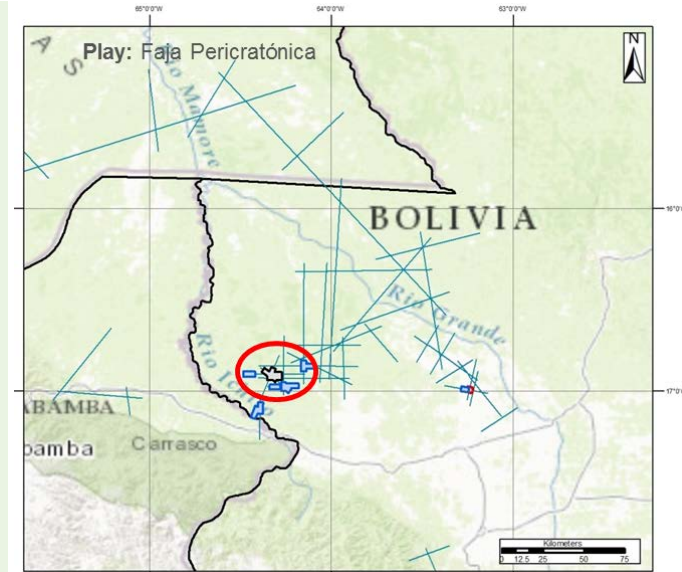 65°0'0"W 64°0'0"W 63°0'0"W
Play: Faja Pericratónica
N
A S
Rio Mamore
BOLIVIA
Rio Grande
Rio Ichilo
ABAMBA
bamba
Carrasco
Kilometers
0 12.5 25 50 75